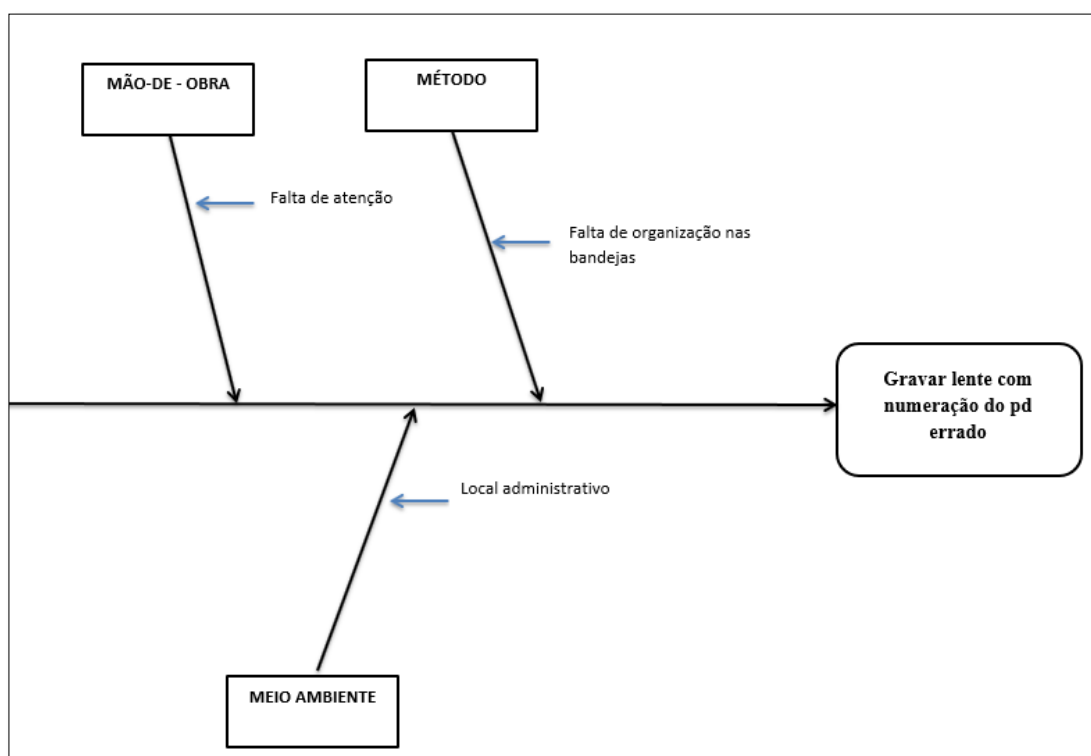 MÃO-DE - OBRA
MÉTODO
Falta de atenção
Falta de organização nas
bandejas
Gravar lente com
numeração do pd
errado
Local administrativo
MEIO AMBIENTE